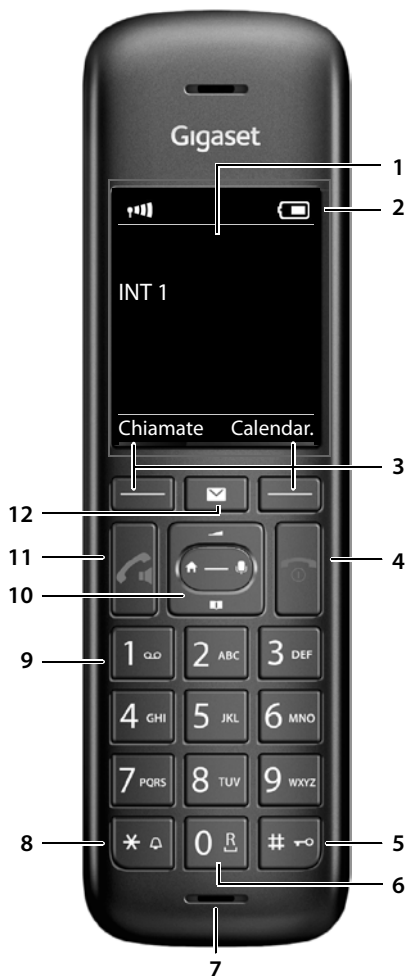 Gigaset
1
2
INT 1
Chiamate Calendar.
3
12
11
4
10
9
1 2 ABC 3 DEF
4 GHI 5 JKL 6 MNO
7 PQRS 8 TUV 9 WXYZ
8
* 0 R #
5
6
7